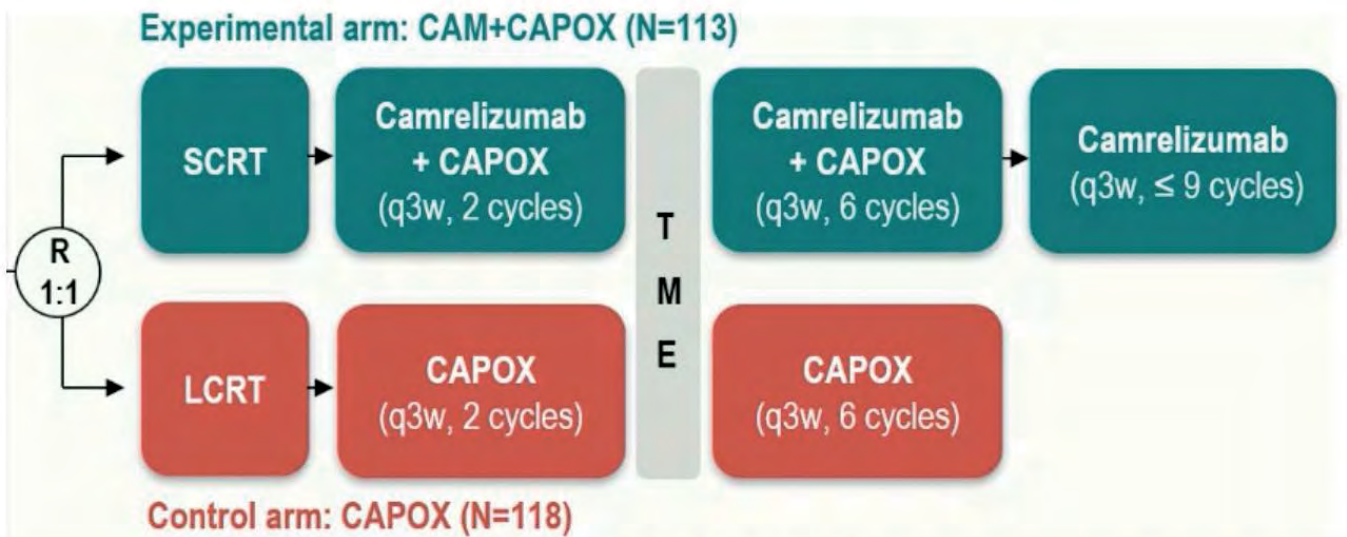 Experimental arm: CAM+CAPOX (N=113)
SCRT
Camrelizumab
+ CAPOX
(q3w, 2 cycles)
Camrelizumab
+ CAPOX
(q3w, 6 cycles)
Camrelizumab
(q3w, ≤ 9 cycles)
R
1:1
T
M
E
LCRT
CAPOX
(q3w, 2 cycles)
CAPOX
(q3w, 6 cycles)
Control arm: CAPOX (N=118)